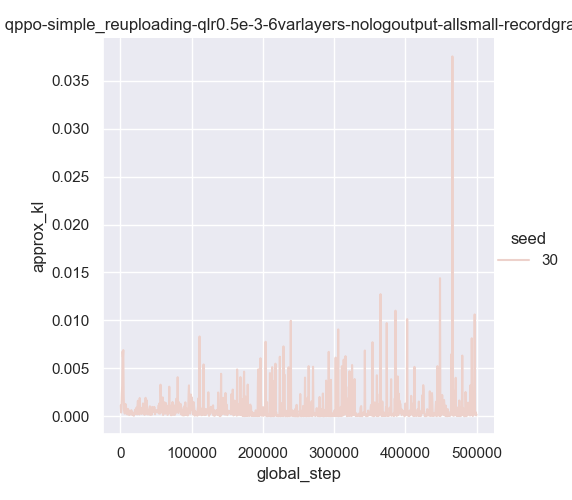 qppo-simple_reuploading-qlr0.5e-3-6varlayers-nologoutput-allsmall-recordgra
0.035
0.030
0.025
0.020
0.015
0.010
0.005
0.000
approx_kl
0 100000 200000 300000 400000 500000
global_step
seed
30